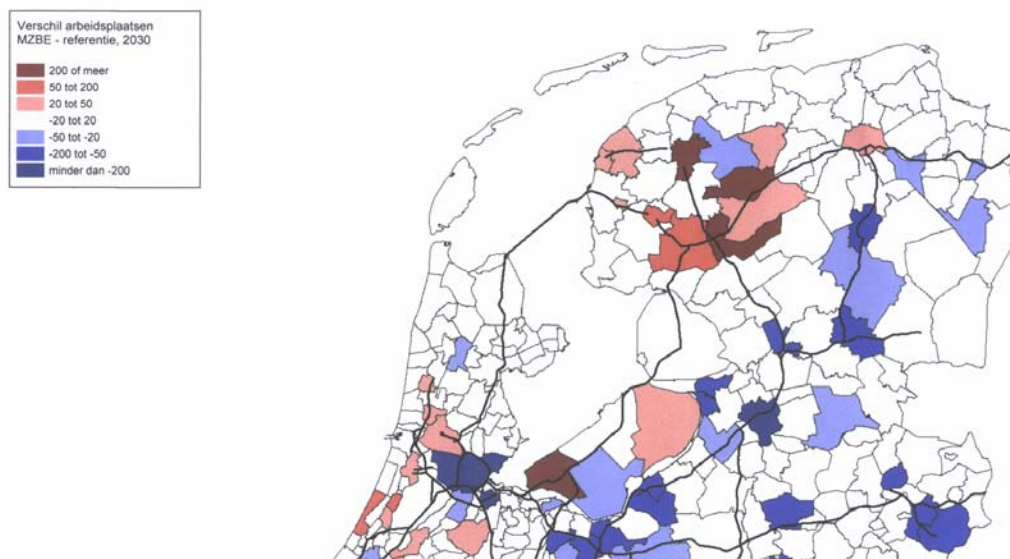 Verschil arbeidsplaatsen
MZBE - referentie, 2030
200 of meer
50 tot 200
20 tot 50
-20 tot 20
-50 tot -20
-200 tot -50
minder dan -200